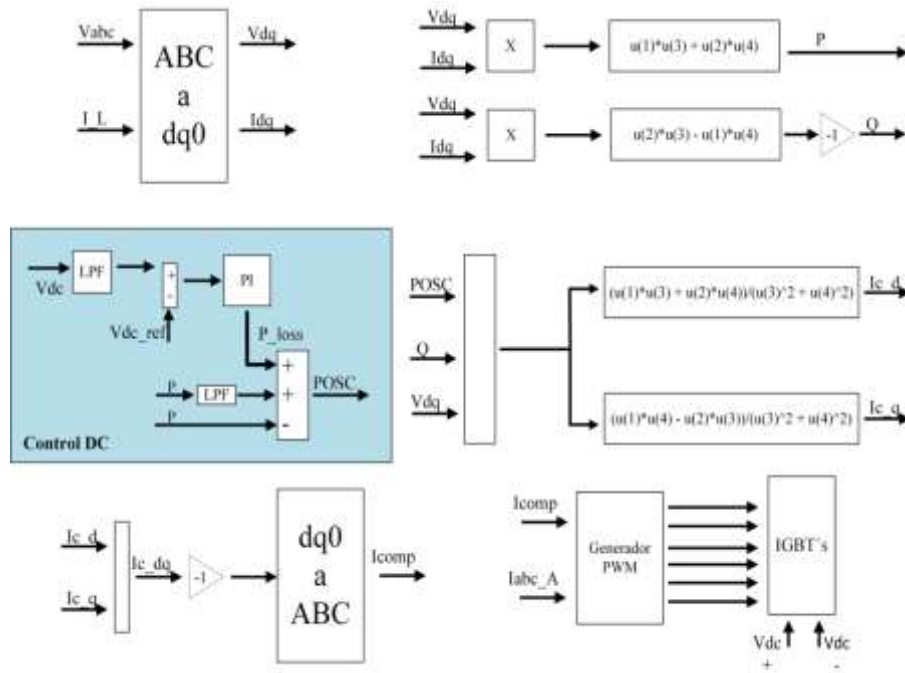 Vabc
Vdq
ABC
a
dq0
I_L
Idq
Vdq
Idq
X
u(1)*u(3) + u(2)*u(4)
P
Vdq
Idq
X
u(2)*u(3) - u(1)*u(4)
-1
Q
Vdc
LPF
+
-
PI
Vdc_ref
P_loss
P
LPF
+
+
-
POSC
P
Control DC
POSC
Q
Vdq
(u(1)*u(3) + u(2)*u(4))/(u(3)^2 + u(4)^2)
Ic_d
(u(1)*u(4) - u(2)*u(3))/(u(3)^2 + u(4)^2)
Ic_q
Ic_d
Ic_q
Ic_dq
-1
dq0
a
ABC
Icomp
Icomp
Iabc_A
Generador
PWM
IGBT´s
Vdc
+
Vdc
-